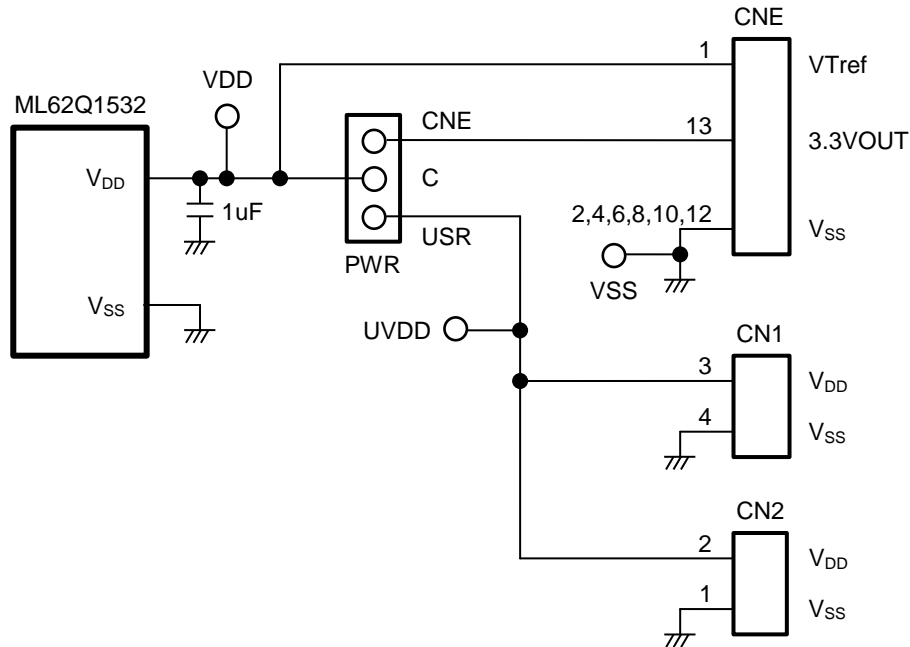 CNE
1
VTref
VDD
ML62Q1532
CNE
13
3.3VOUT
VDD
C
1uF
2,4,6,8,10,12
VSS
USR
PWR
VSS
VSS
UVDD
CN1
3
VDD
4
VSS
CN2
2
VDD
1
VSS